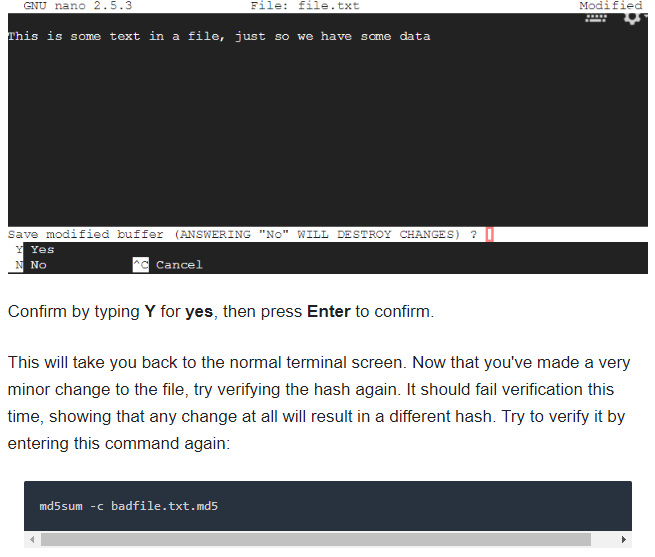 GNU nano 2.5.3 File: file.txt Modified
This is some text in a file, just so we have some data
Save modified buffer (ANSWERING "No" WILL DESTROY CHANGES) ?
Y Yes
N No ^C Cancel
Confirm by typing Y for yes, then press Enter to confirm.
This will take you back to the normal terminal screen. Now that you've made a very
minor change to the file, try verifying the hash again. It should fail verification this
time, showing that any change at all will result in a different hash. Try to verify it by
entering this command again:
md5sum -c badfile.txt.md5